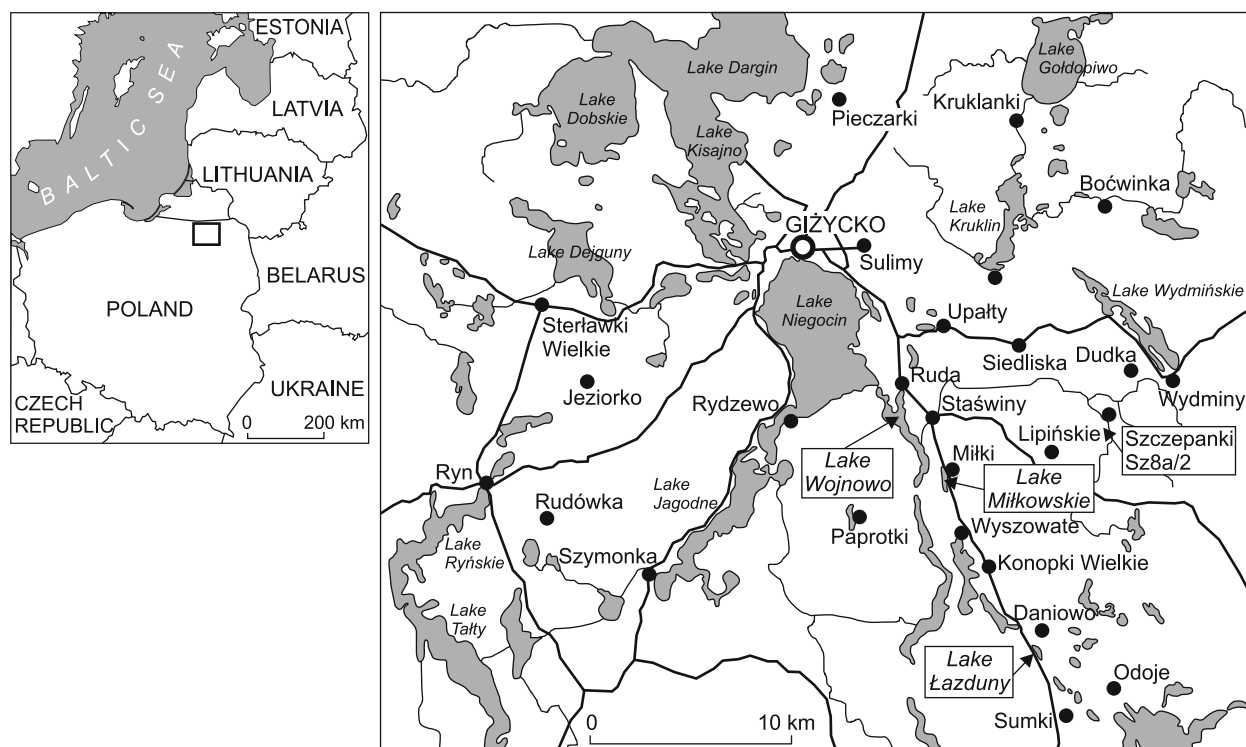 ESTONIA
LATVIA
LITHUANIA
BALTIC SEA
BELARUS
POLAND
UKRAINE
CZECH
REPUBLIC
0 200 km
Lake
Gołdopiwo
Lake Dargin
Lake
Dobskie
Kruklanki
Pieczarki
Lake
Kisajno
Boćwinka
Lake
Kruklin
GIŻYCKO
Sulimy
Lake Dejguny
Lake Wydmińskie
Lake
Niegocin
Upałty
Sterławki
Wielkie
Siedliska
Dudka
Jeziorko
Ruda
Wydminy
Rydzewo
Staświny
Lipińskie
Szczepanki
Sz8a/2
Lake
Wojnowo
Miłki
Lake
Miłkowskie
Ryn
Rudówka
Lake
Jagodne
Paprotki
Wyszowate
Lake
Ryńskie
Szymonka
Konopki Wielkie
Lake
Tałty
Daniowo
Lake
Łazduny
Odoje
Sumki
0 10 km